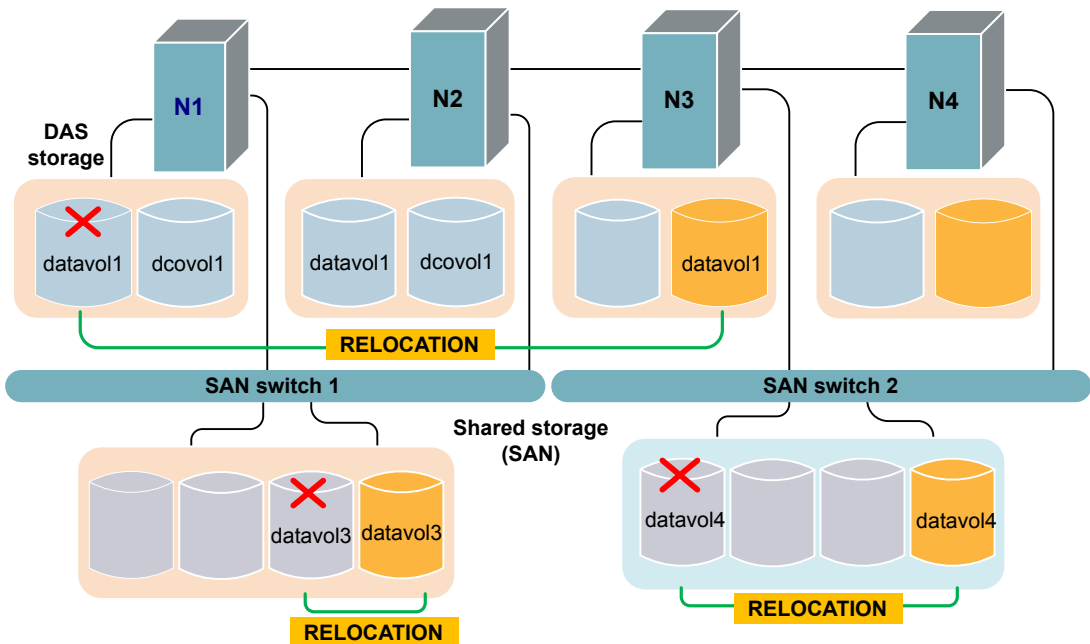 N1
N2
N3
N4
DAS
storage
datavol1
dcovol1
datavol1
dcovol1
datavol1
RELOCATION
SAN switch 1
SAN switch 2
Shared storage
(SAN)
datavol3
datavol3
datavol4
datavol4
RELOCATION
RELOCATION